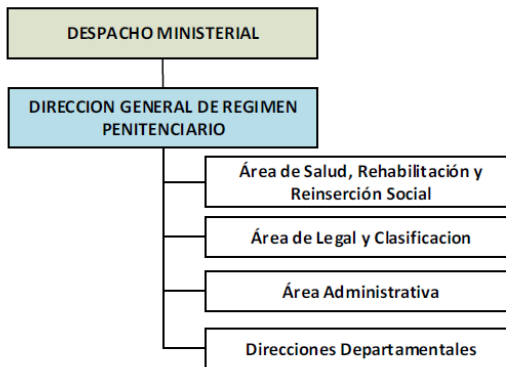 DESPACHO MINISTERIAL
DIRECCION GENERAL DE REGIMEN
PENITENCIARIO
Área de Salud, Rehabilitación y
Reinserción Social
Área de Legal y Clasificacion
Área Administrativa
Direcciones Departamentales